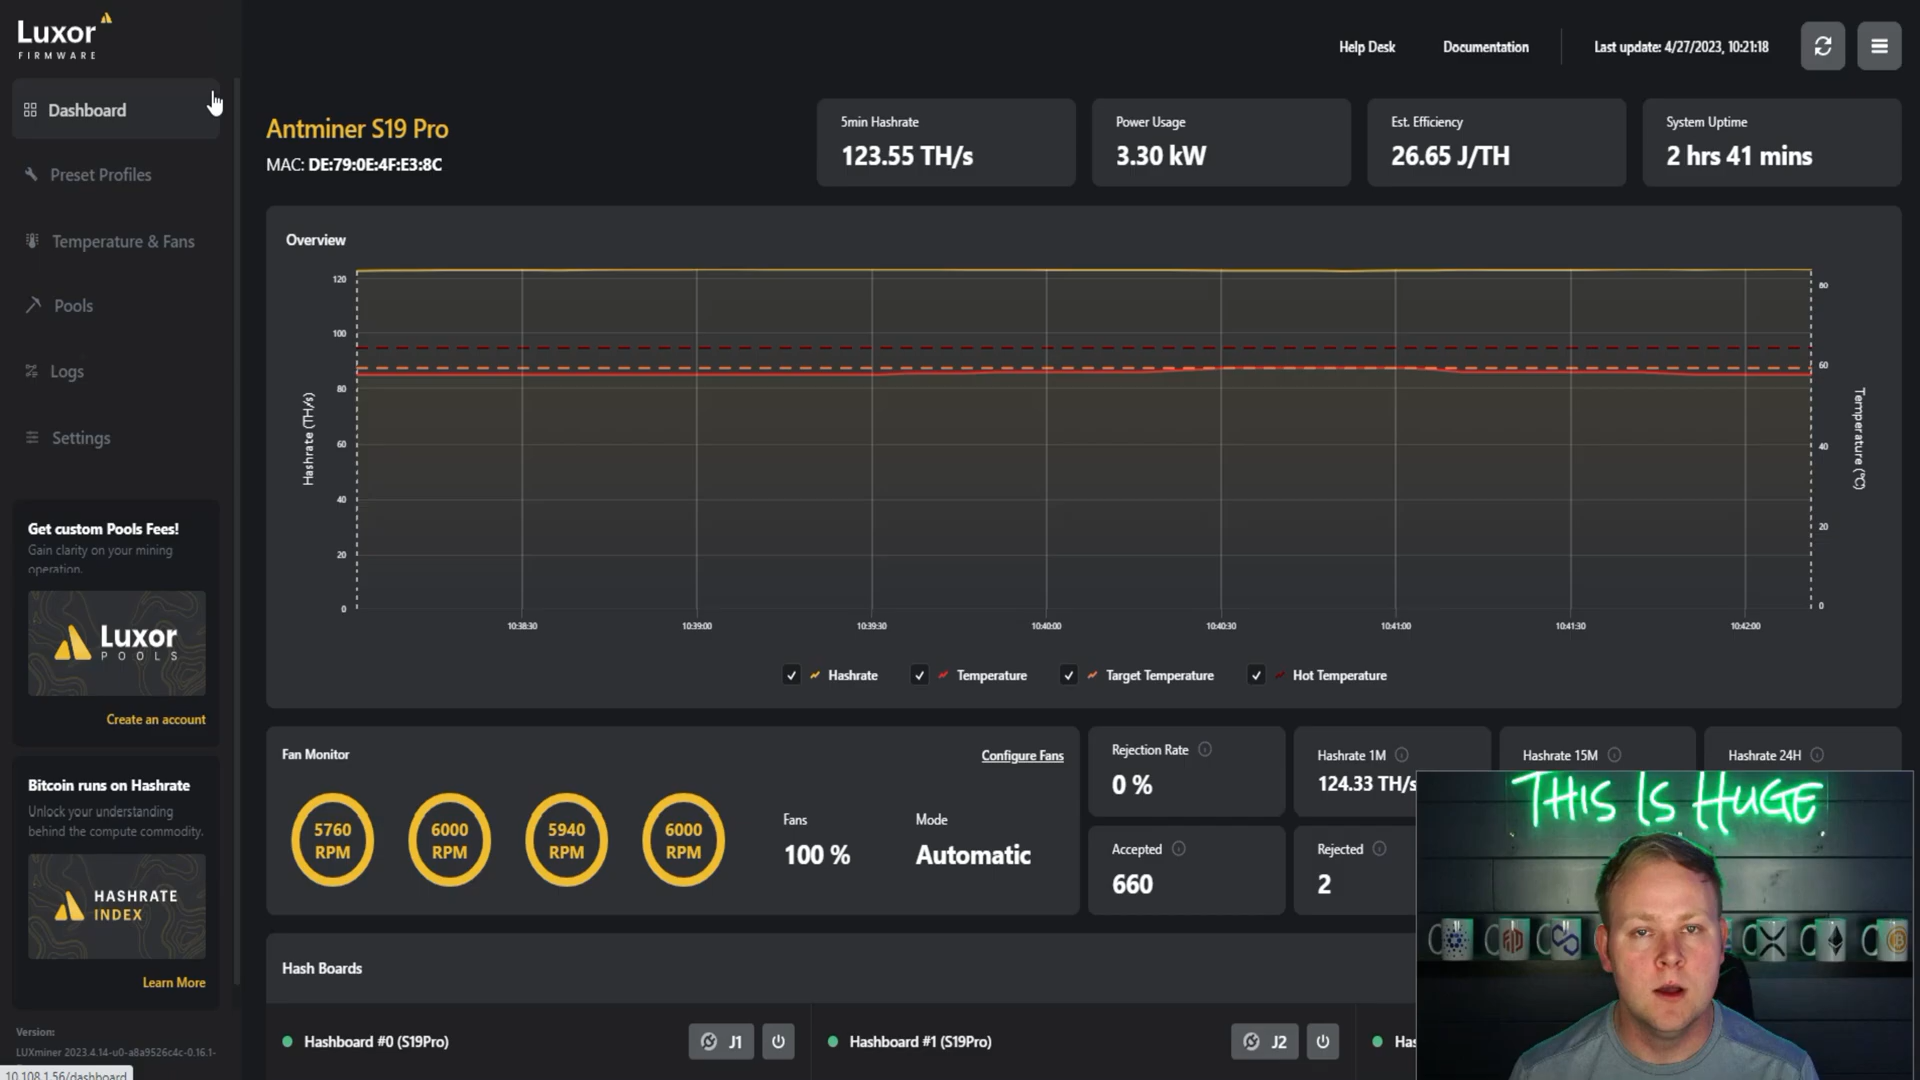 Luxor
FIRMWARE
Help Desk
Documentation
Last update: 4/27/2023, 10:21:18
Dashboard
Preset Profiles
Temperature & Fans
Pools
Logs
Settings
Get custom Pools Fees!
Gain clarity on your mining
operation.
Luxor
POOLS
Create an account
Bitcoin runs on Hashrate
Unlock your understanding
behind the compute commodity.
HASHRATE
INDEX
Learn More
Version:
LUXminer 2023.4.14-u0-a8a9526c4c-0.16.1-
10.108.1.56/dashboard
Antminer S19 Pro
MAC: DE:79:0E:4F:E3:8C
5min Hashrate
123.55 TH/s
Power Usage
3.30 kW
Est. Efficiency
26.65 J/TH
System Uptime
2 hrs 41 mins
Overview
120
100
80
60
40
20
0
Hashrate (TH/s)
80
60
40
20
0
Temperature (°C)
10:38:30
10:39:00
10:39:30
10:40:00
10:40:30
10:41:00
10:41:30
10:42:00
Hashrate
Temperature
Target Temperature
Hot Temperature
Fan Monitor
Configure Fans
5760
RPM
6000
RPM
5940
RPM
6000
RPM
Fans
100 %
Mode
Automatic
Rejection Rate
0 %
Hashrate 1M
124.33 TH/s
Hashrate 15M
Hashrate 24H
Accepted
660
Rejected
2
THIS IS HUGE
Hash Boards
Hashboard #0 (S19Pro)
J1
Hashboard #1 (S19Pro)
J2
Has